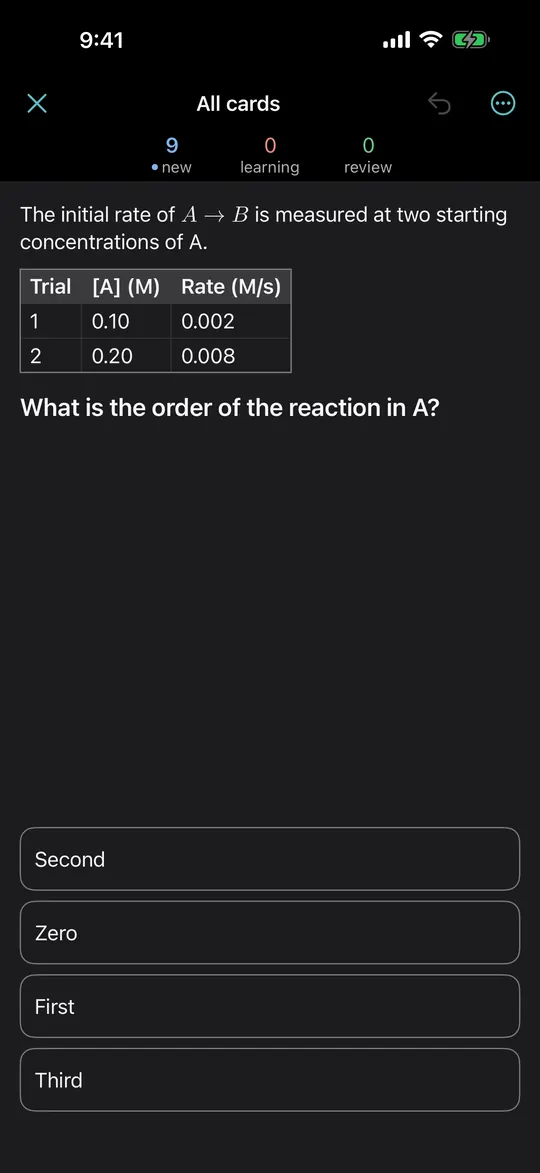 9:41
All cards
9 0 0
new learning review
The initial rate of A → B is measured at two starting
concentrations of A.
Trial [A] (M) Rate (M/s)
1 0.10 0.002
2 0.20 0.008
What is the order of the reaction in A?
Second
Zero
First
Third